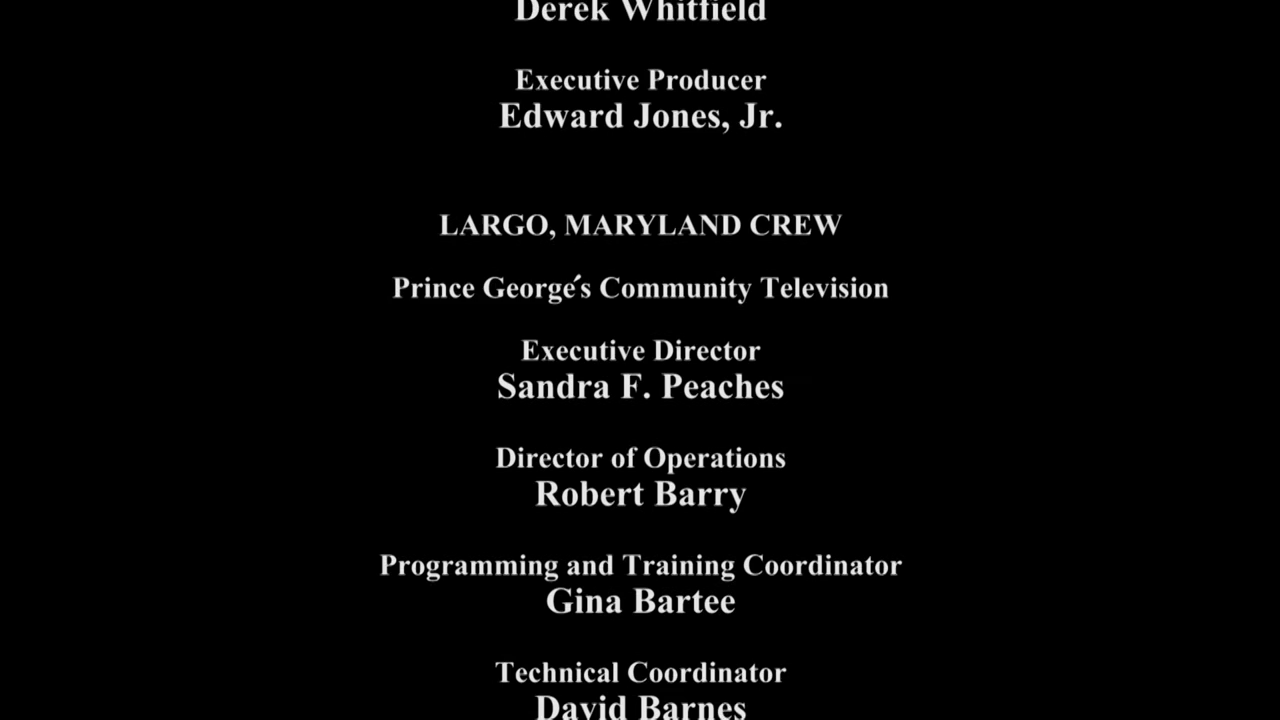 Derek Whitfield
Executive Producer
Edward Jones, Jr.
LARGO, MARYLAND CREW
Prince George´s Community Television
Executive Director
Sandra F. Peaches
Director of Operations
Robert Barry
Programming and Training Coordinator
Gina Bartee
Technical Coordinator
David Barnes